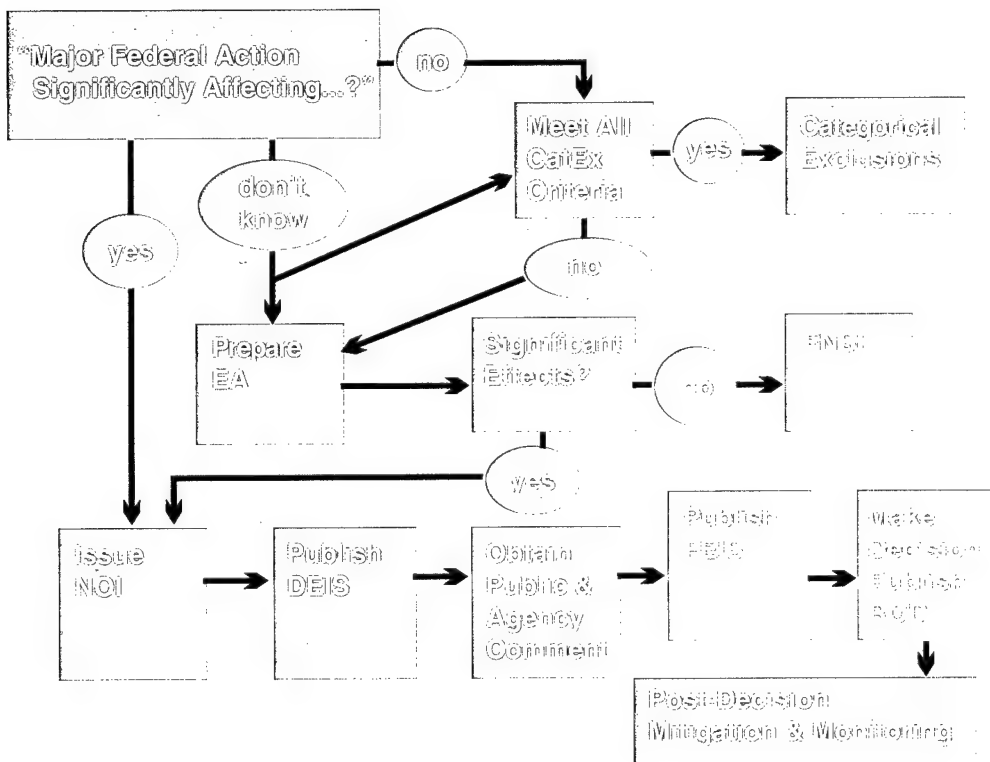 "Major Federal Action
Significantly Affecting...?"
no
Meet All
CatEx
Criteria
yes
Categorical
Exclusions
don't
know
yes
no
Prepare
EA
Significant
Effects?
no
yes
Issue
NOI
Publish
DEIS
Obtain
Public &
Agency
Comment
Publish
FEIS
Make
Decision
Publish
Post-Decision
Mitigation & Monitoring